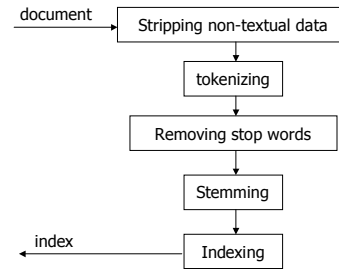 document
Stripping non-textual data
tokenizing
Removing stop words
Stemming
index
Indexing